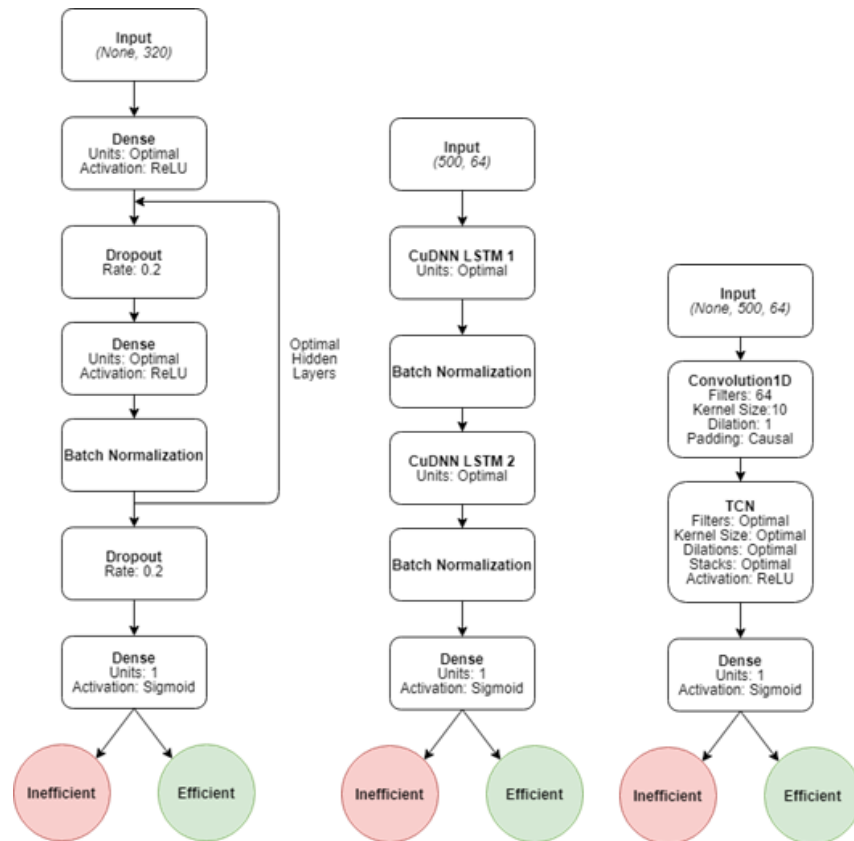 Input
(None, 320)
Dense
Units: Optimal
Activation: ReLU
Dropout
Rate: 0.2
Dense
Units: Optimal
Activation: ReLU
Batch Normalization
Optimal
Hidden
Layers
Dropout
Rate: 0.2
Dense
Units: 1
Activation: Sigmoid
Inefficient
Efficient
Input
(500, 64)
CuDNN LSTM 1
Units: Optimal
Batch Normalization
CuDNN LSTM 2
Units: Optimal
Batch Normalization
Dense
Units: 1
Activation: Sigmoid
Inefficient
Efficient
Input
(None, 500, 64)
Convolution1D
Filters: 64
Kernel Size:10
Dilation: 1
Padding: Causal
TCN
Filters: Optimal
Kernel Size: Optimal
Dilations: Optimal
Stacks: Optimal
Activation: ReLU
Dense
Units: 1
Activation: Sigmoid
Inefficient
Efficient